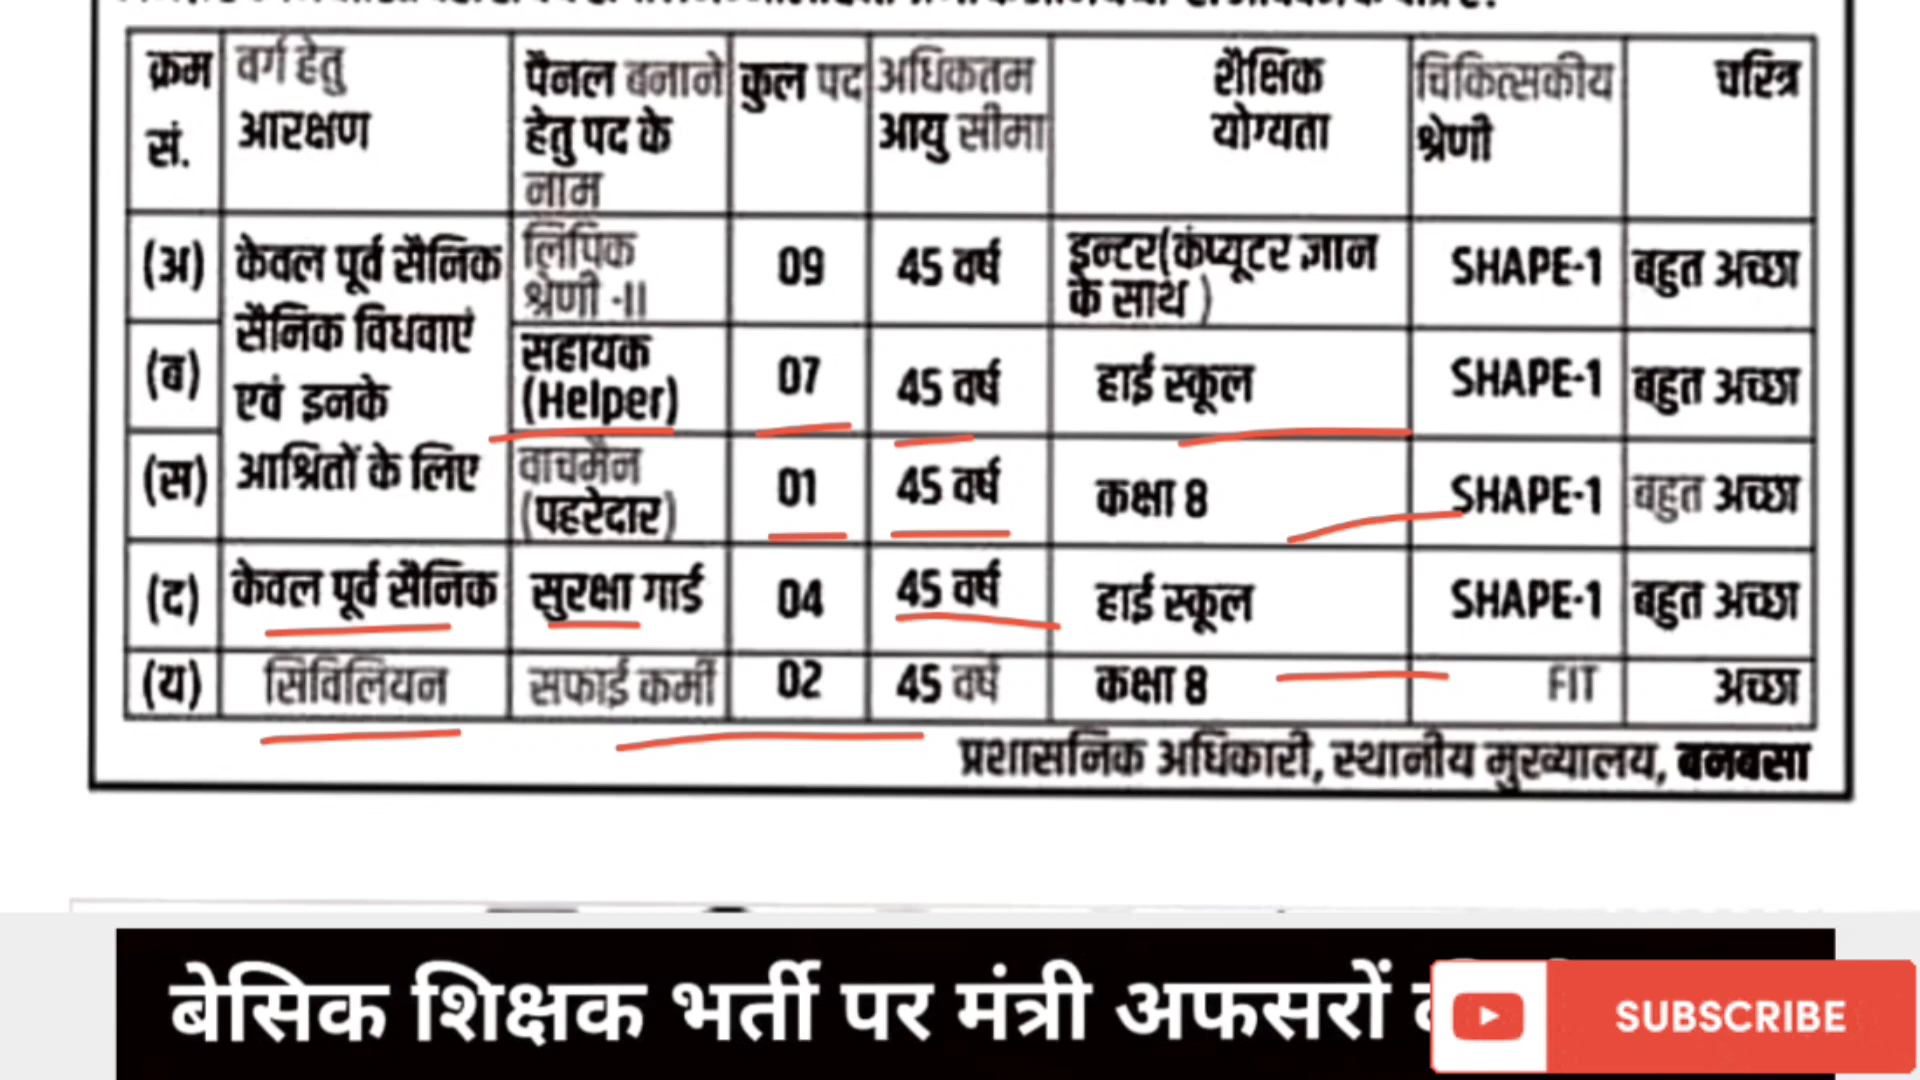 क्रम सं. | वर्ग हेतु आरक्षण | पैनल बनाने हेतु पद के नाम | कुल पद | अधिकतम आयु सीमा | शैक्षिक योग्यता | चिकित्सकीय श्रेणी | चरित्र
(अ) | केवल पूर्व सैनिक | लिपिक श्रेणी -II | 09 | 45 वर्ष | इन्टर(कंप्यूटर ज्ञान के साथ ) | SHAPE-1 | बहुत अच्छा
(ब) | सैनिक विधवाएं एवं इनके | सहायक (Helper) | 07 | 45 वर्ष | हाई स्कूल | SHAPE-1 | बहुत अच्छा
(स) | आश्रितों के लिए | वाचमैन (पहरेदार) | 01 | 45 वर्ष | कक्षा 8 | SHAPE-1 | बहुत अच्छा
(द) | केवल पूर्व सैनिक | सुरक्षा गार्ड | 04 | 45 वर्ष | हाई स्कूल | SHAPE-1 | बहुत अच्छा
(य) | सिविलियन | सफाई कर्मी | 02 | 45 वर्ष | कक्षा 8 | FIT | अच्छा
प्रशासनिक अधिकारी, स्थानीय मुख्यालय, बनबसा
बेसिक शिक्षक भर्ती पर मंत्री अफसरों
SUBSCRIBE